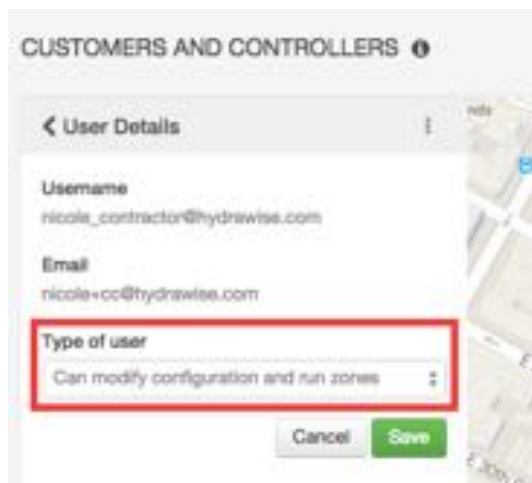 CUSTOMERS AND CONTROLLERS
User Details
Username
nicole_contractor@hydrawise.com
Email
nicole+cc@hydrawise.com
Type of user
Can modify configuration and run zones
Cancel Save